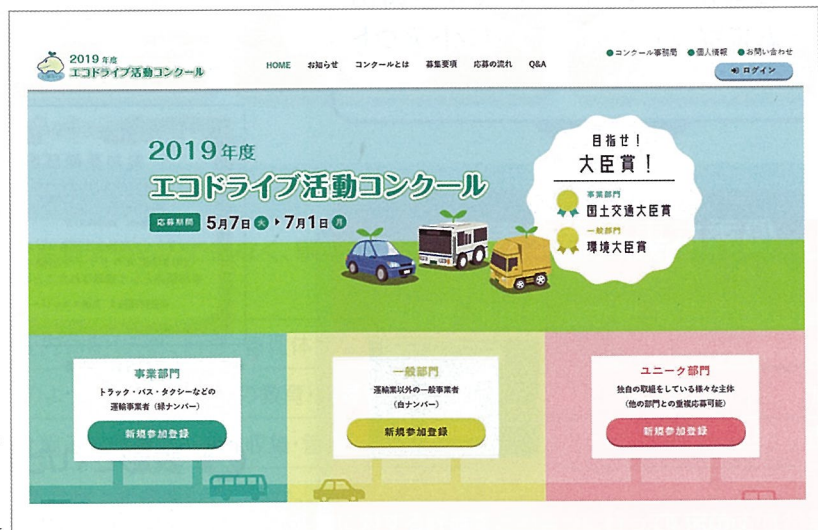 2019年度
エコドライブ活動コンクール
HOME お知らせ コンクールとは 募集要項 応募の流れ Q&A
コンクール事務局 個人情報 お問い合わせ
ログイン
2019年度
エコドライブ活動コンクール
応募期間 5月7日火 7月1日月
目指せ!
大臣賞!
事業部門
国土交通大臣賞
一般部門
環境大臣賞
事業部門
トラック・バス・タクシーなどの
運輸事業者(緑ナンバー)
新規参加登録
一般部門
運輸業以外の一般事業者
(白ナンバー)
新規参加登録
ユニーク部門
独自の取組をしている様々な主体
(他の部門との重複応募可能)
新規参加登録